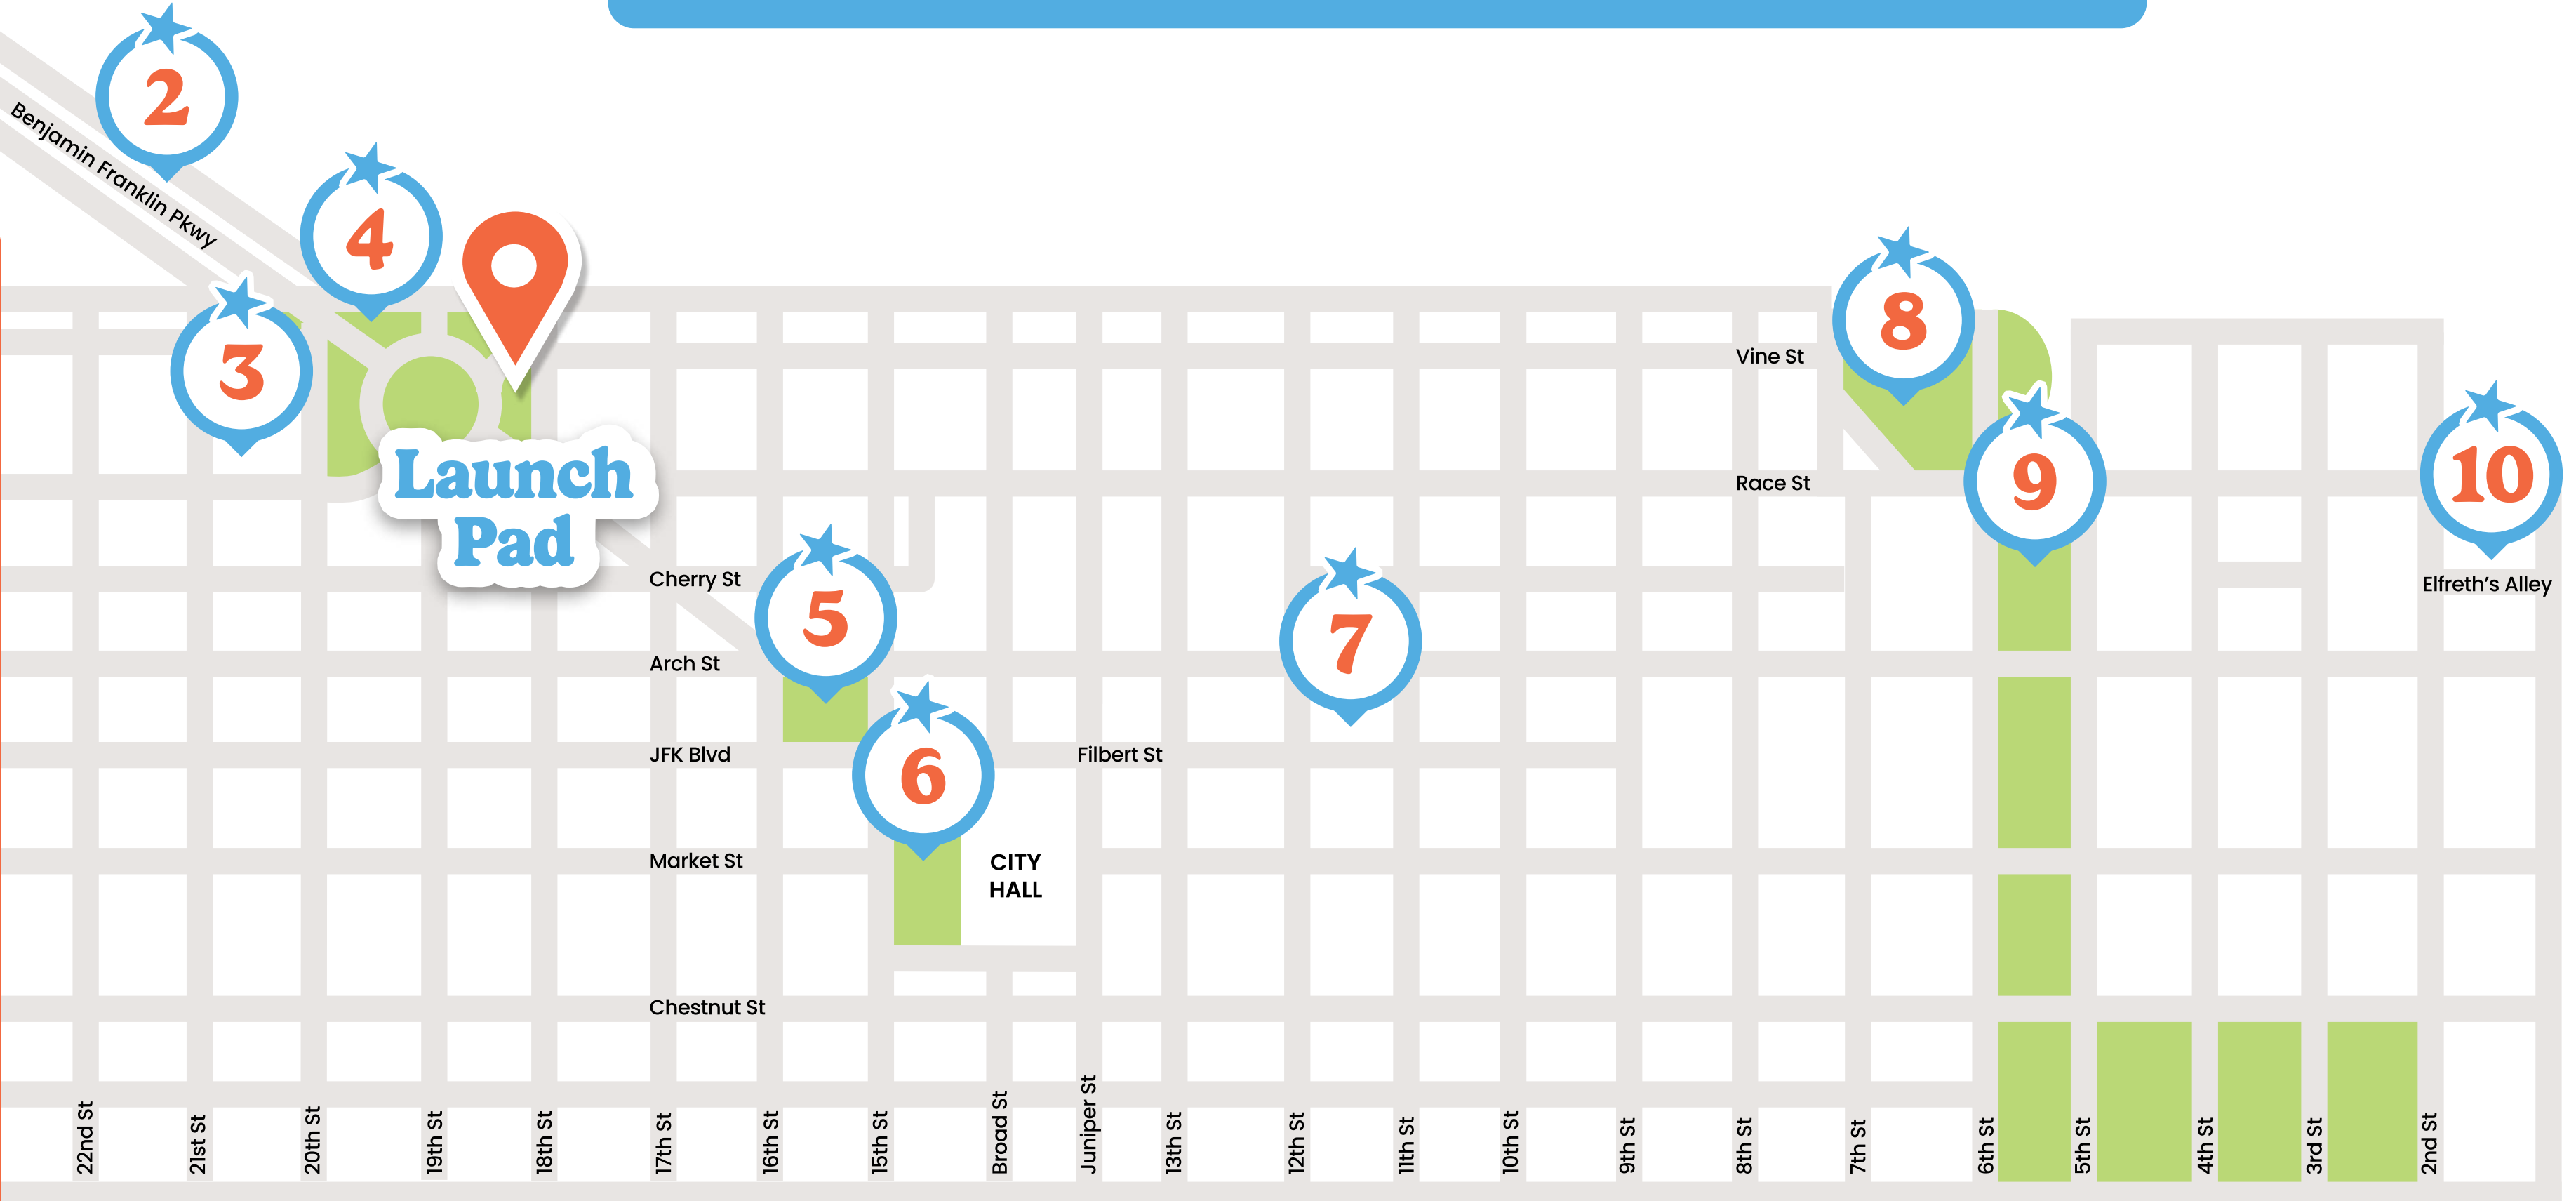 2
Benjamin Franklin Pkwy
4
3
8
Vine St
Launch
Pad
Race St
9
10
Cherry St
5
7
Elfreth’s Alley
Arch St
JFK Blvd
6
Filbert St
Market St
CITY
HALL
Chestnut St
22nd St
21st St
20th St
19th St
18th St
17th St
16th St
15th St
Broad St
Juniper St
13th St
12th St
11th St
10th St
9th St
8th St
7th St
6th St
5th St
4th St
3rd St
2nd St